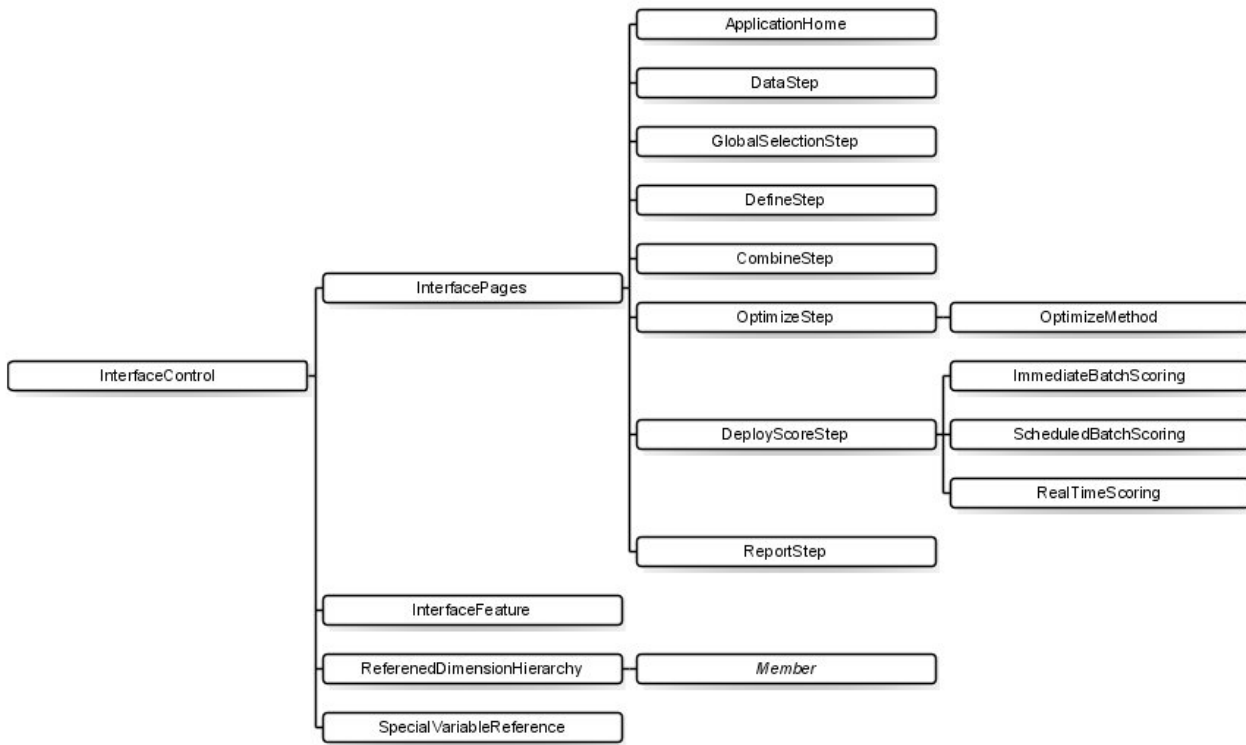 ApplicationHome
DataStep
GlobalSelectionStep
DefineStep
CombineStep
InterfacePages
OptimizeStep
OptimizeMethod
InterfaceControl
ImmediateBatchScoring
DeployScoreStep
ScheduledBatchScoring
RealTimeScoring
ReportStep
InterfaceFeature
ReferenedDimensionHierarchy
Member
SpecialVariableReference